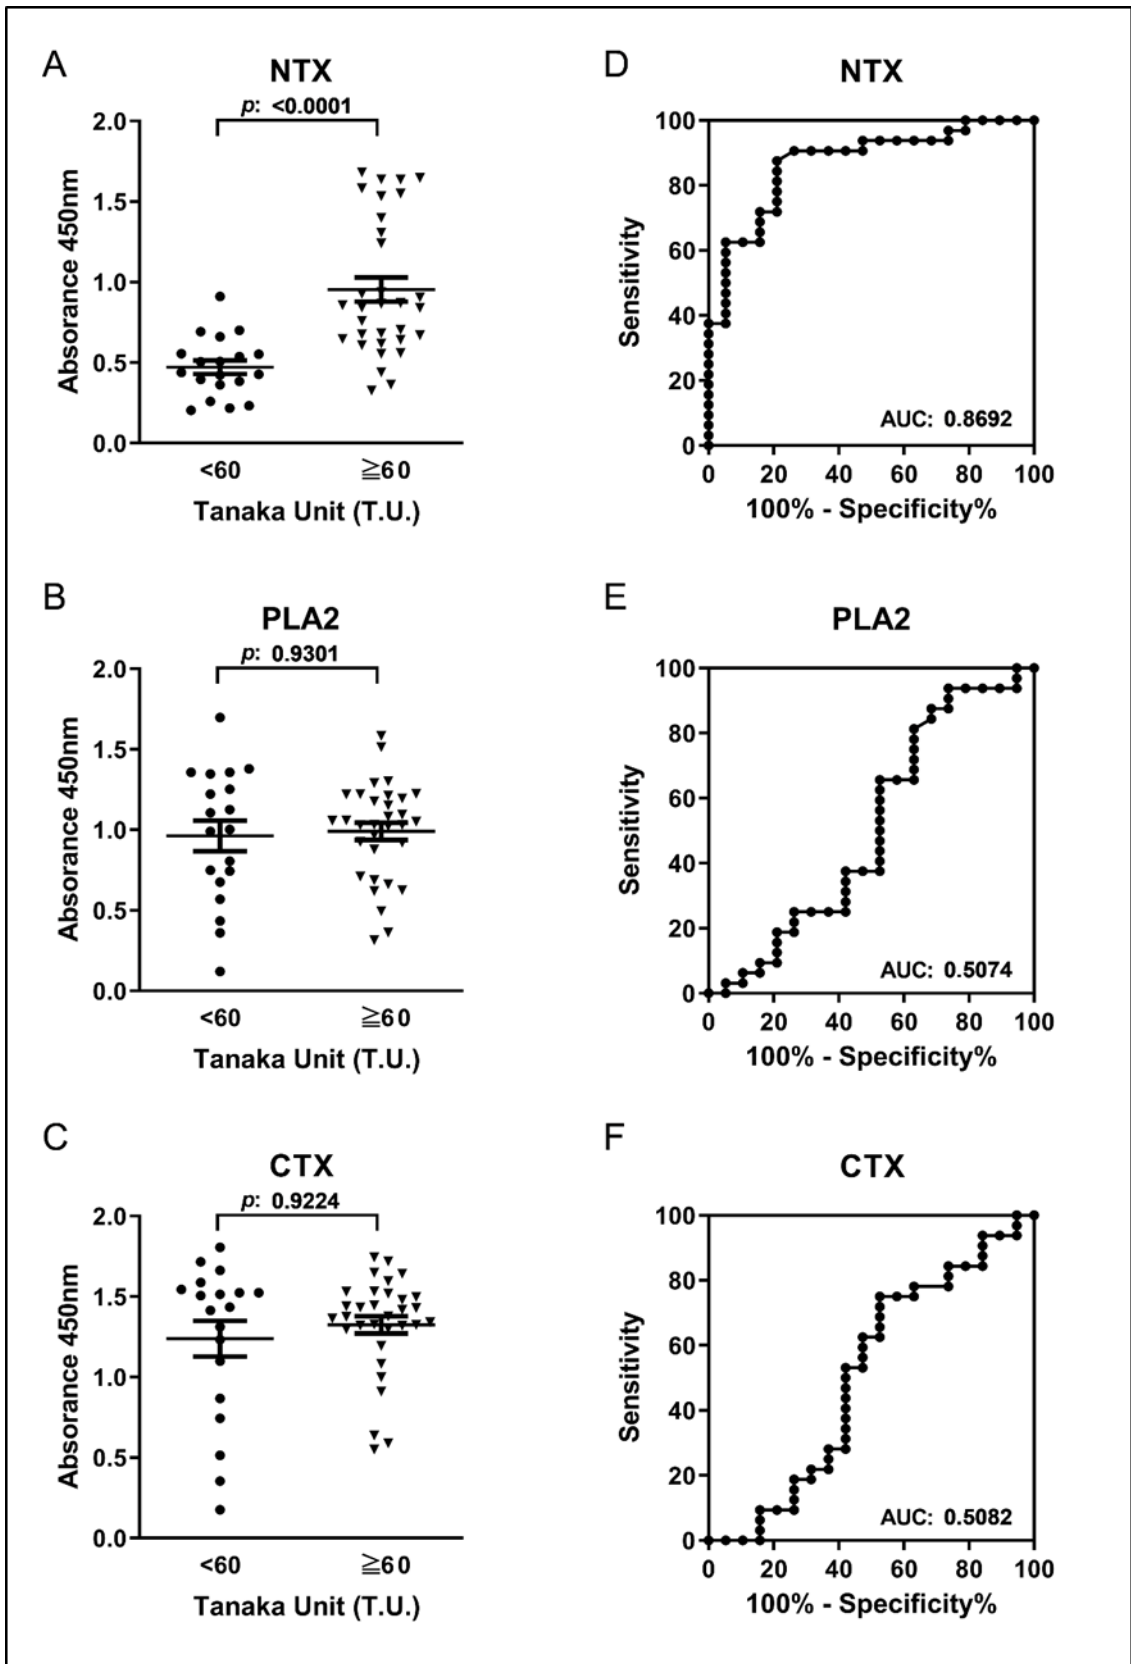 A
NTX
p: <0.0001
2.0
1.5
1.0
0.5
0.0
Absorance 450nm
<60 ≧60
Tanaka Unit (T.U.)
D
NTX
100
80
60
40
20
0
Sensitivity
AUC: 0.8692
0 20 40 60 80 100
100% - Specificity%
B
PLA2
p: 0.9301
2.0
1.5
1.0
0.5
0.0
Absorance 450nm
<60 ≧60
Tanaka Unit (T.U.)
E
PLA2
100
80
60
40
20
0
Sensitivity
AUC: 0.5074
0 20 40 60 80 100
100% - Specificity%
C
CTX
p: 0.9224
2.0
1.5
1.0
0.5
0.0
Absorance 450nm
<60 ≧60
Tanaka Unit (T.U.)
F
CTX
100
80
60
40
20
0
Sensitivity
AUC: 0.5082
0 20 40 60 80 100
100% - Specificity%